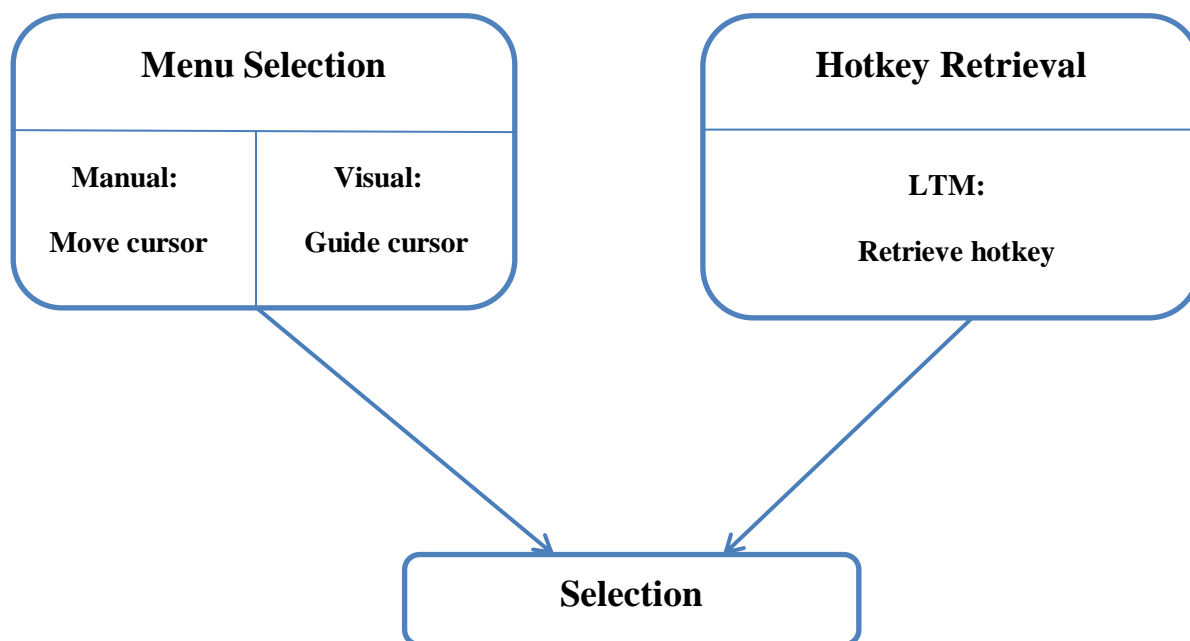 Menu Selection
Manual:
Move cursor
Visual:
Guide cursor
Hotkey Retrieval
LTM:
Retrieve hotkey
Selection